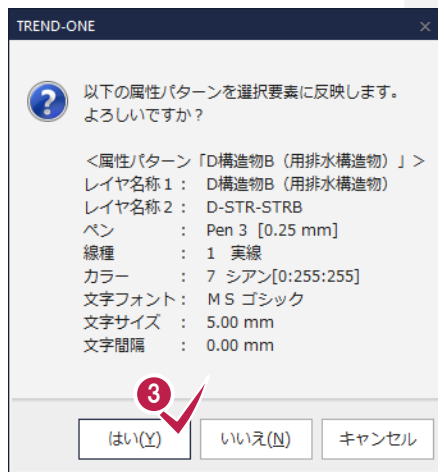 TREND-ONE
以下の属性パターンを選択要素に反映します。
よろしいですか？
＜属性パターン「D構造物B（用排水構造物）」＞
レイヤ名称１： D構造物B（用排水構造物）
レイヤ名称２： D-STR-STRB
ペン ： Pen 3 [0.25 mm]
線種 ： 1 実線
カラー ： 7 シアン[0:255:255]
文字フォント： ＭＳ ゴシック
文字サイズ ： 5.00 mm
文字間隔 ： 0.00 mm
3
はい(Y) いいえ(N) キャンセル